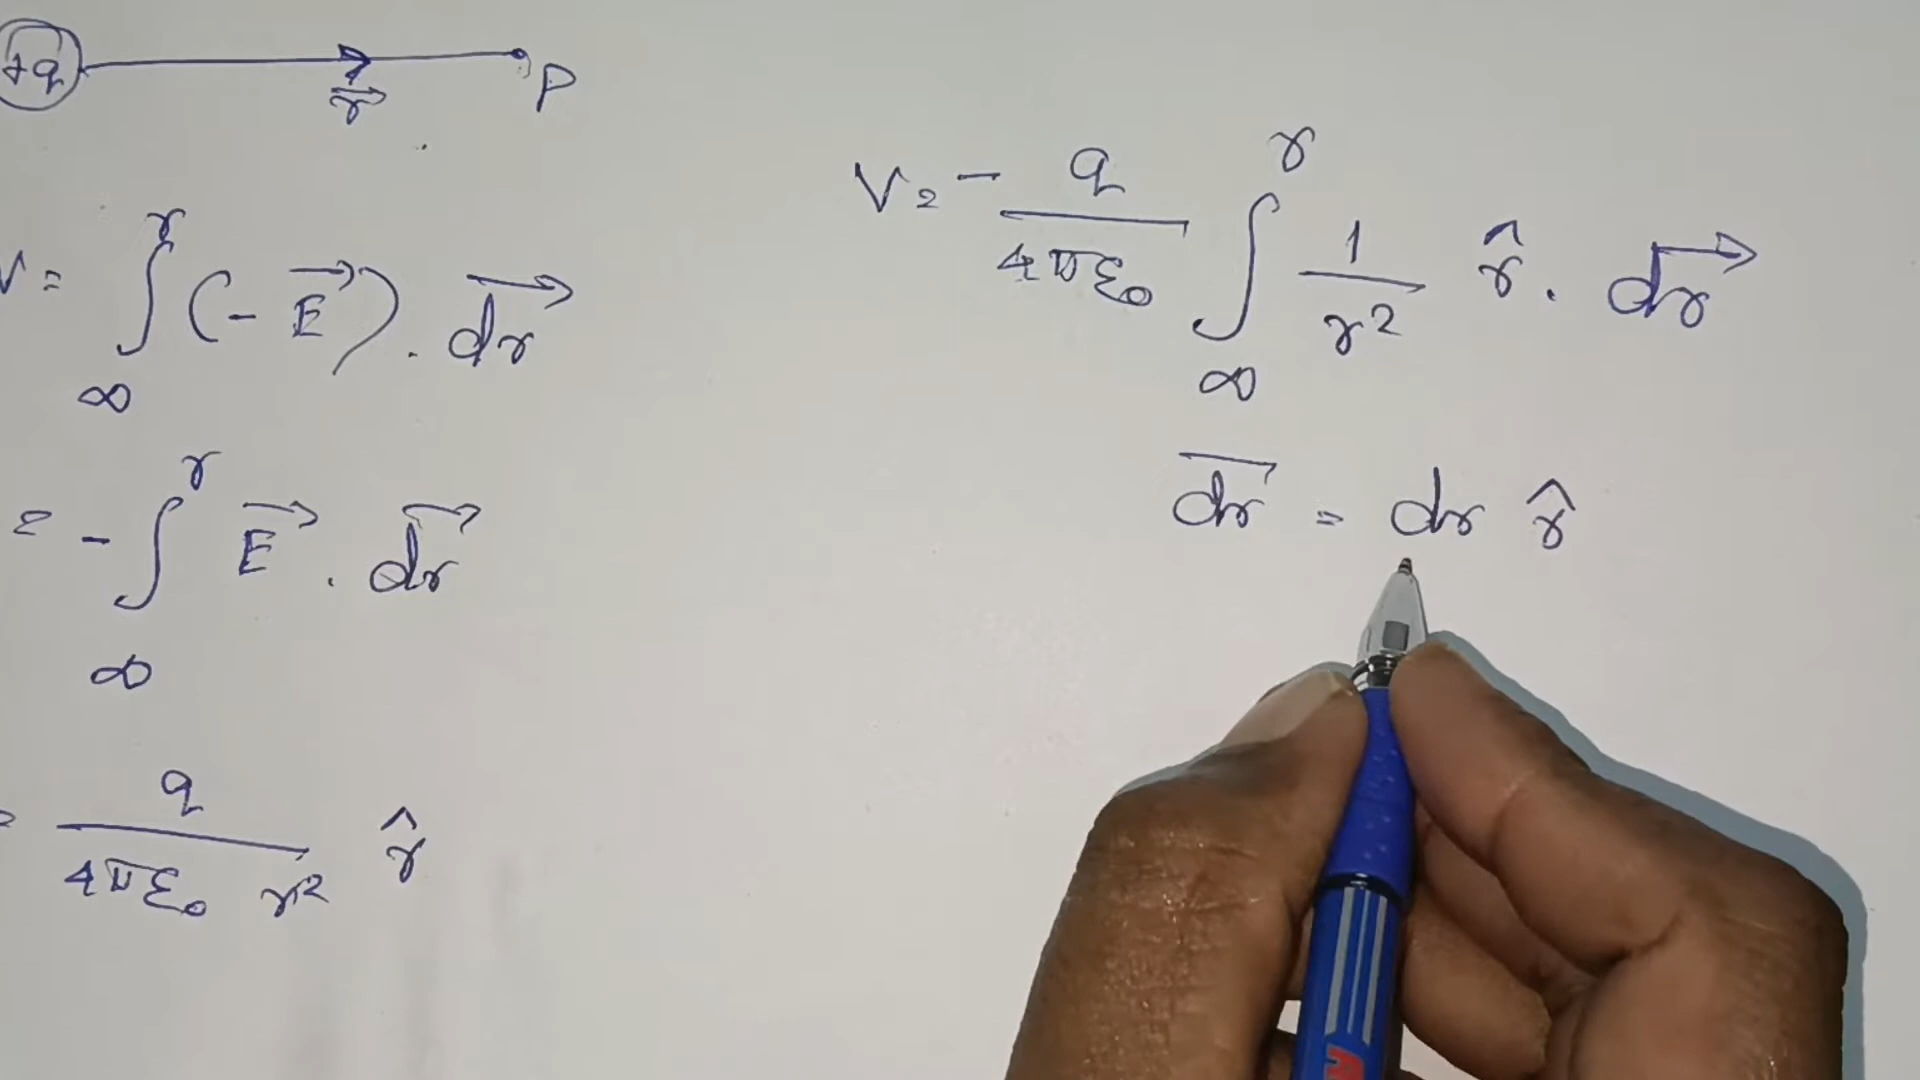 +q r⃗ P
V = ∫_∞^r (-E⃗) . dr⃗
= - ∫_∞^r E⃗ . dr⃗
= q / 4πε₀ r² r̂
V = - q / 4πε₀ ∫_∞^r 1 / r² r̂ . dr⃗
dr⃗ = dr r̂